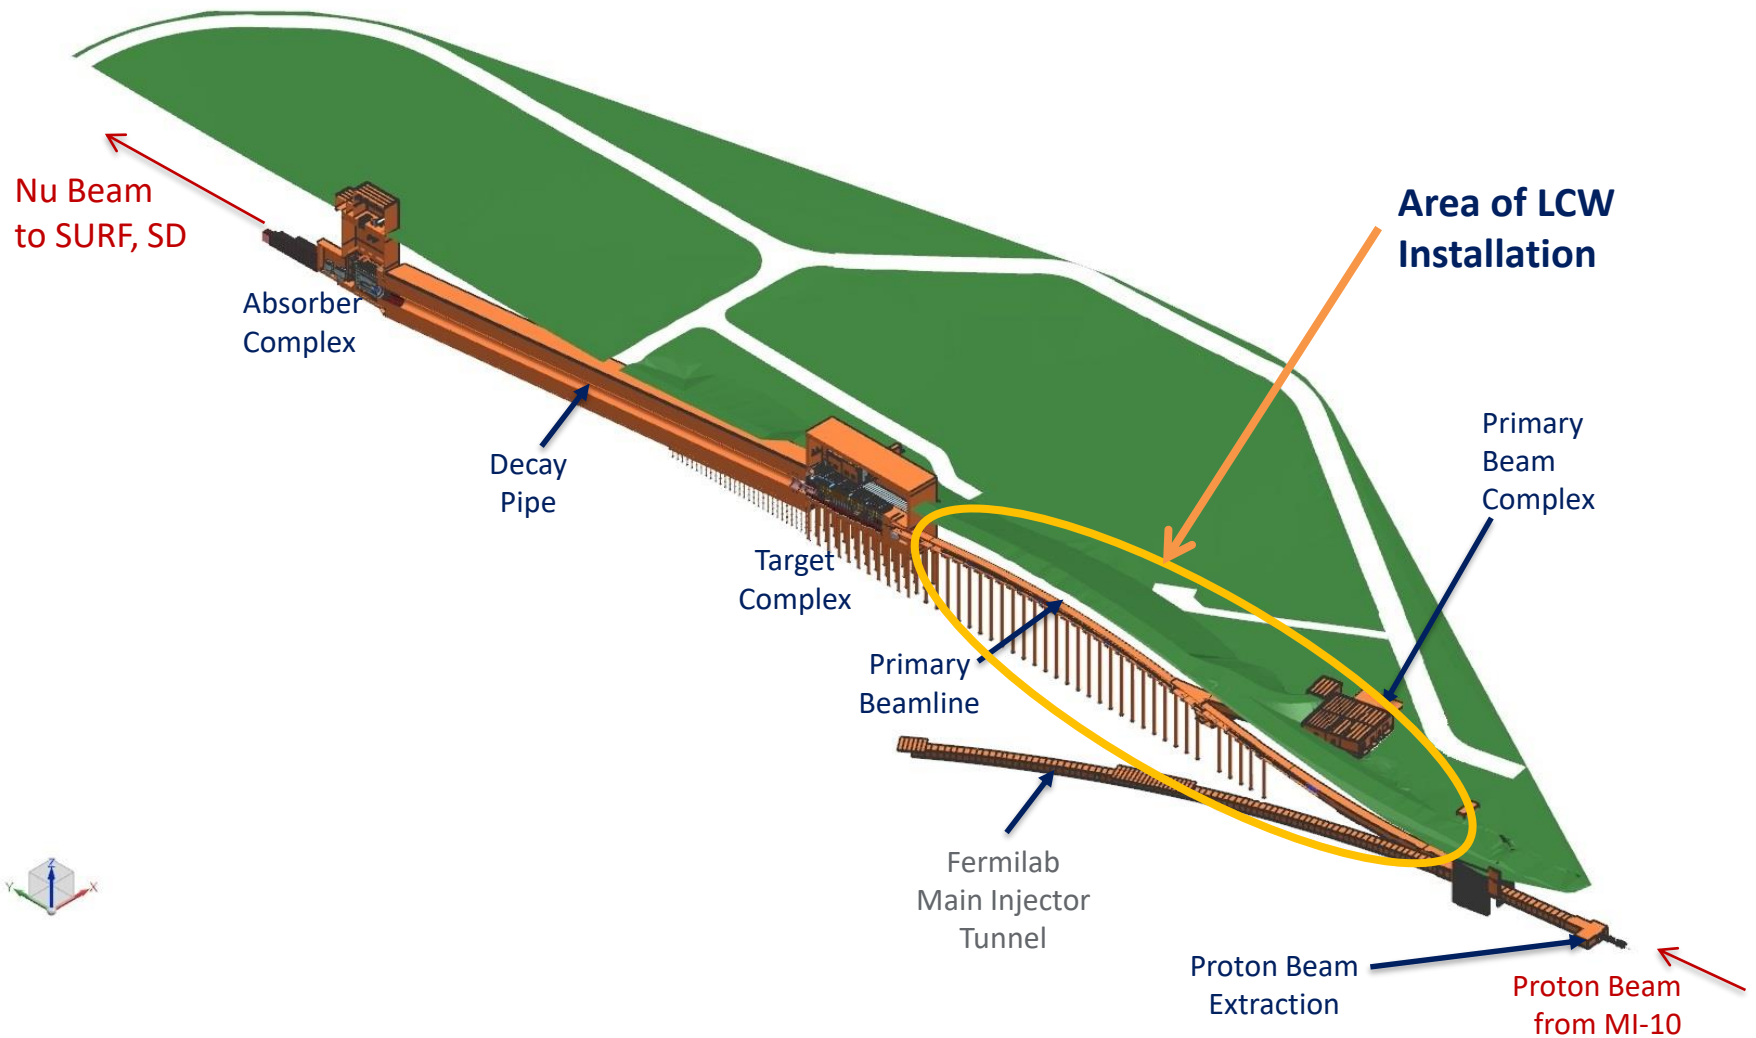 Nu Beam
to SURF, SD
Area of LCW
Installation
Absorber
Complex
Primary
Beam
Complex
Decay
Pipe
Target
Complex
Primary
Beamline
Fermilab
Main Injector
Tunnel
Z
Y
X
Proton Beam
Extraction
Proton Beam
from MI-10